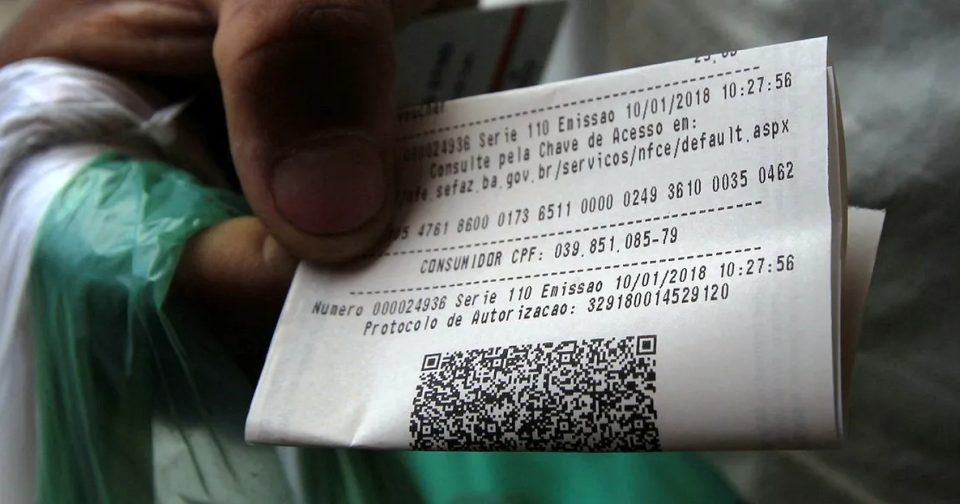 000024936 Serie 110 Emissao 10/01/2018 10:27:56
Consulte pela Chave de Acesso em:
sefaz.ba.gov.br/servicos/nfce/default.aspx
4761 8600 0173 6511 0000 0249 3610 0035 0462
CONSUMIDOR CPF: 039.851.085-79
Numero 000024936 Serie 110 Emissao 10/01/2018 10:27:56
Protocolo de Autorizacao: 329180014529120